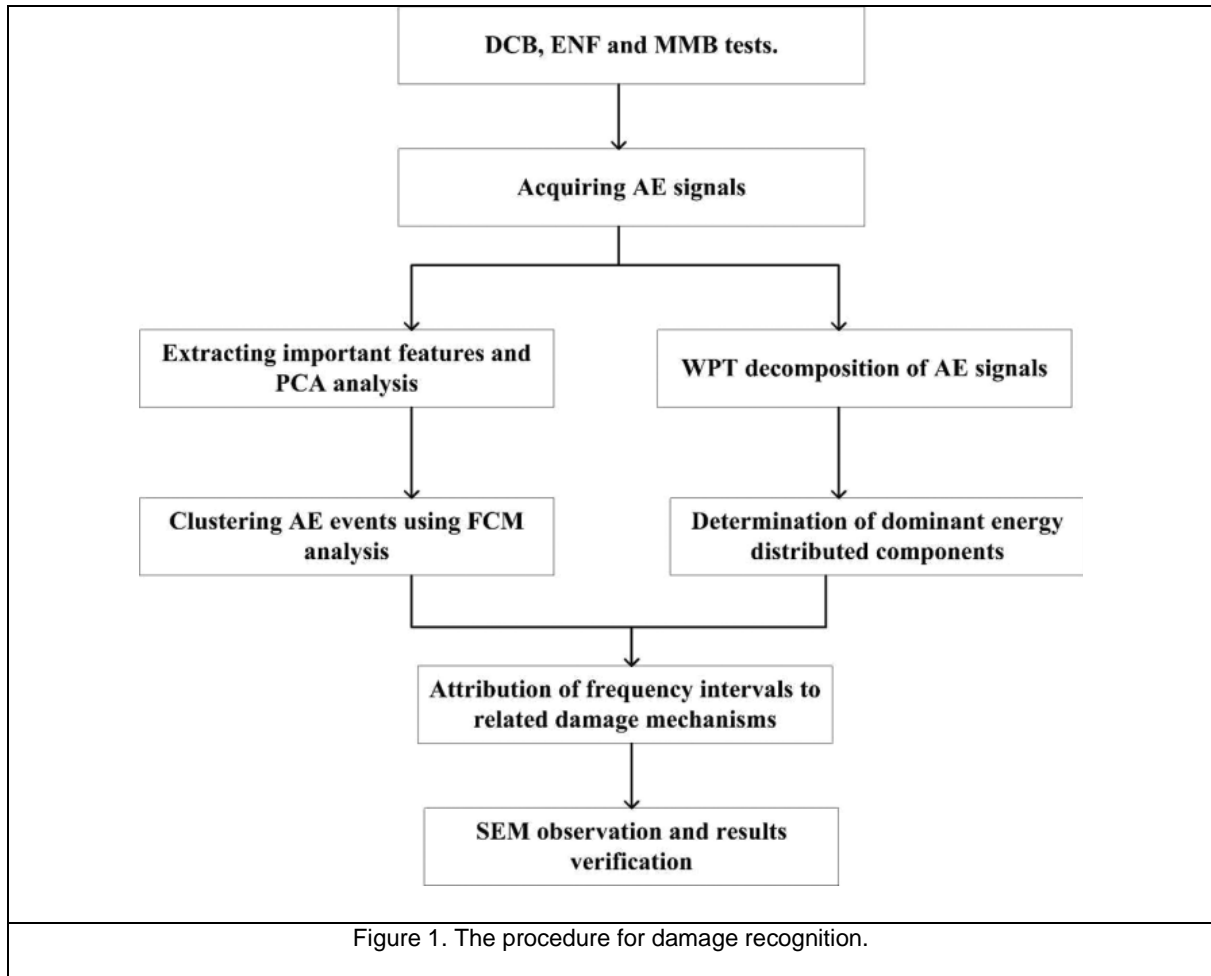 DCB, ENF and MMB tests.
Acquiring AE signals
Extracting important features and
PCA analysis
WPT decomposition of AE signals
Clustering AE events using FCM
analysis
Determination of dominant energy
distributed components
Attribution of frequency intervals to
related damage mechanisms
SEM observation and results
verification
Figure 1. The procedure for damage recognition.